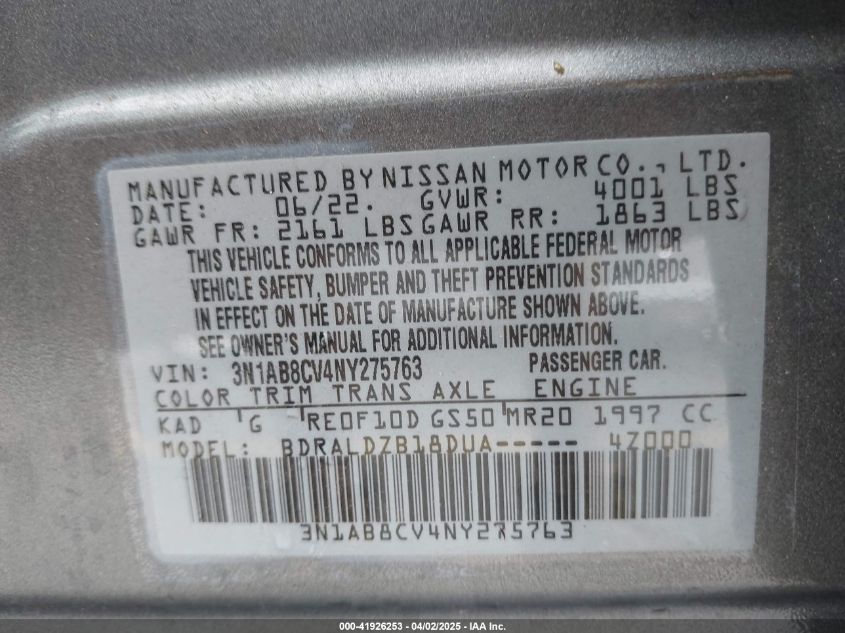 MANUFACTURED BY NISSAN MOTOR CO., LTD.
DATE: 06/22. GVWR: 4001 LBS
GAWR FR: 2161 LBS GAWR RR: 1863 LBS
THIS VEHICLE CONFORMS TO ALL APPLICABLE FEDERAL MOTOR
VEHICLE SAFETY, BUMPER AND THEFT PREVENTION STANDARDS
IN EFFECT ON THE DATE OF MANUFACTURE SHOWN ABOVE.
SEE OWNER'S MANUAL FOR ADDITIONAL INFORMATION.
VIN: 3N1AB8CV4NY275763 PASSENGER CAR.
COLOR TRIM TRANS AXLE ENGINE
KAD G RE0F10D GS50 MR20 1997 CC
MODEL: BDRALDZB18DUA----- 4Z000
3N1AB8CV4NY275763
000-41926253 - 04/02/2025 - IAA Inc.